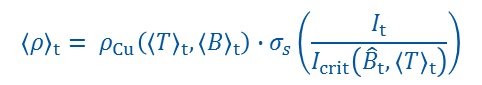 ⟨ρ⟩t = ρCu(⟨T⟩t,⟨B⟩t) · σs ( It / Icrit(B̂t,⟨T⟩t) )